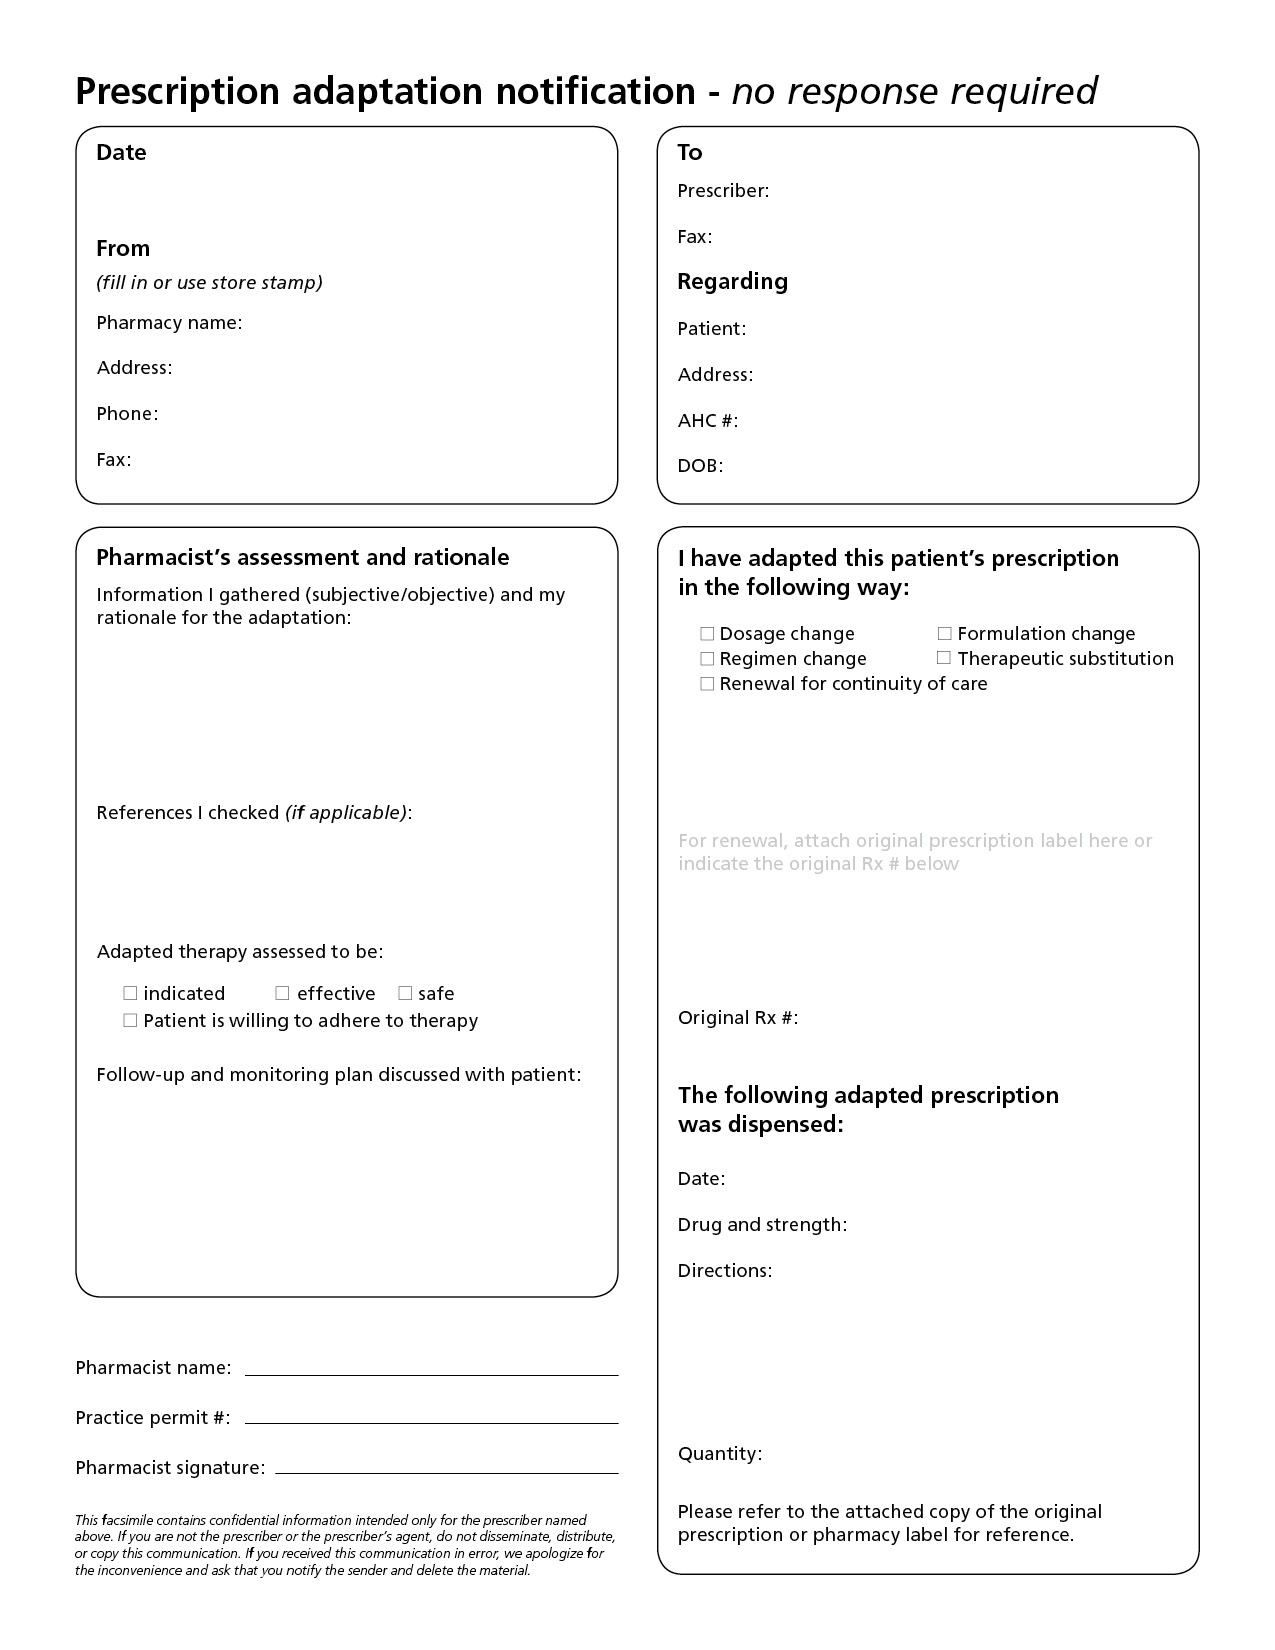 Prescription adaptation notification - no response required
Date
From
(fill in or use store stamp)
Pharmacy name:
Address:
Phone:
Fax:
To
Prescriber:
Fax:
Regarding
Patient:
Address:
AHC #:
DOB:
Pharmacist’s assessment and rationale
Information I gathered (subjective/objective) and my
rationale for the adaptation:
References I checked (if applicable):
Adapted therapy assessed to be:
☐ indicated ☐ effective ☐ safe
☐ Patient is willing to adhere to therapy
Follow-up and monitoring plan discussed with patient:
Pharmacist name:
Practice permit #:
Pharmacist signature:
This facsimile contains confidential information intended only for the prescriber named
above. If you are not the prescriber or the prescriber’s agent, do not disseminate, distribute,
or copy this communication. If you received this communication in error, we apologize for
the inconvenience and ask that you notify the sender and delete the material.
I have adapted this patient’s prescription
in the following way:
☐ Dosage change ☐ Formulation change
☐ Regimen change ☐ Therapeutic substitution
☐ Renewal for continuity of care
For renewal, attach original prescription label here or
indicate the original Rx # below
Original Rx #:
The following adapted prescription
was dispensed:
Date:
Drug and strength:
Directions:
Quantity:
Please refer to the attached copy of the original
prescription or pharmacy label for reference.